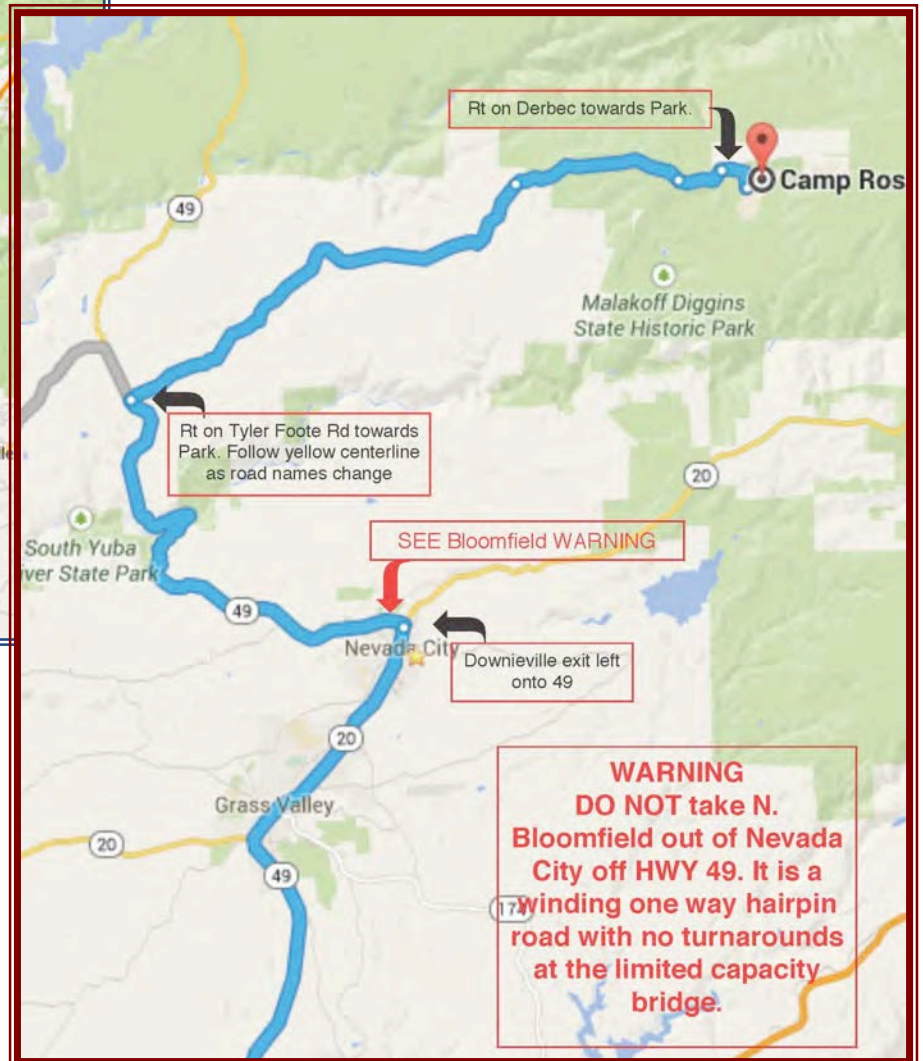 Rt on Derbec towards Park.
Camp Ros
49
Malakoff Diggins
State Historic Park
Rt on Tyler Foote Rd towards
Park. Follow yellow centerline
as road names change
20
South Yuba
ver State Park
SEE Bloomfield WARNING
49
Nevada City
Downieville exit left
onto 49
20
WARNING
DO NOT take N.
Bloomfield out of Nevada
City off HWY 49. It is a
winding one way hairpin
road with no turnarounds
at the limited capacity
bridge.
Grass Valley
20
49
174